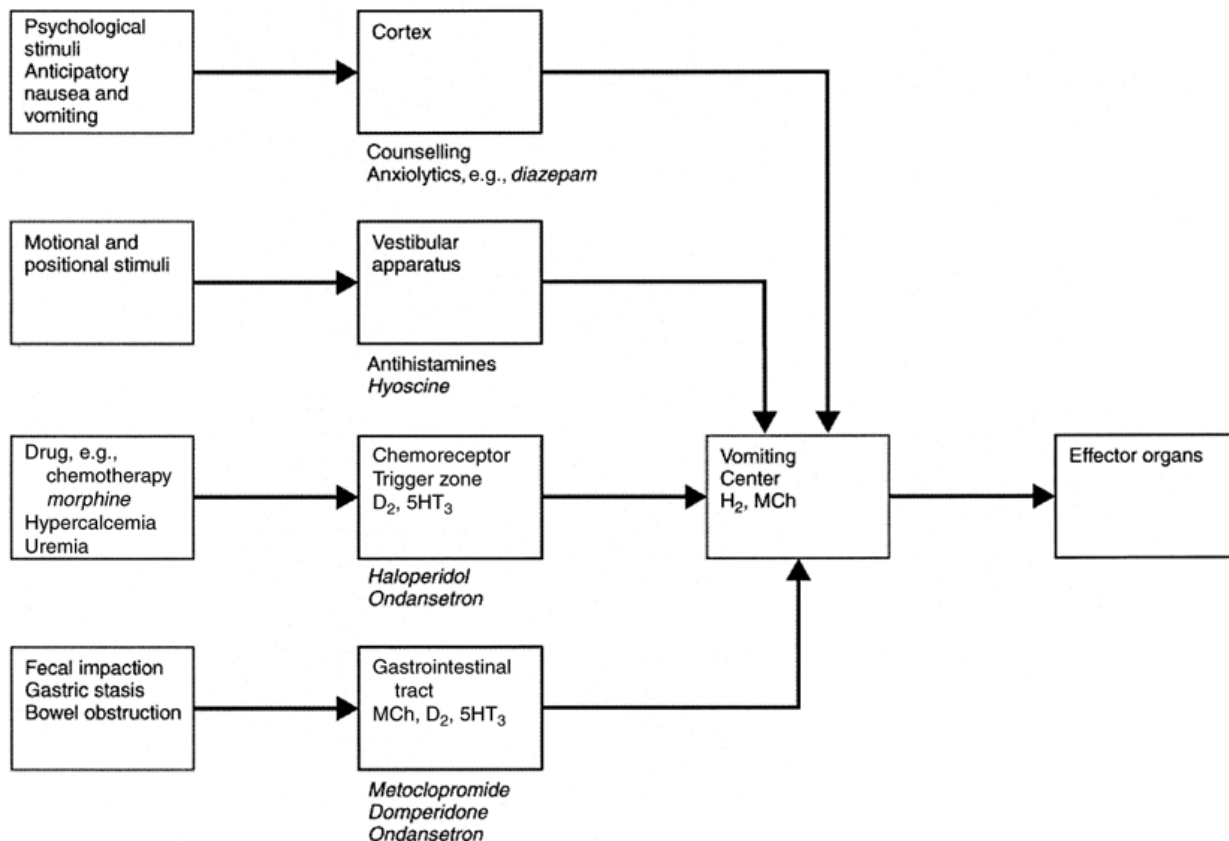 Psychological
stimuli
Anticipatory
nausea and
vomiting
Cortex
Counselling
Anxiolytics, e.g., diazepam
Motional and
positional stimuli
Vestibular
apparatus
Antihistamines
Hyoscine
Drug, e.g.,
chemotherapy
morphine
Hypercalcemia
Uremia
Chemoreceptor
Trigger zone
D₂, 5HT₃
Haloperidol
Ondansetron
Vomiting
Center
H₂, MCh
Effector organs
Fecal impaction
Gastric stasis
Bowel obstruction
Gastrointestinal
tract
MCh, D₂, 5HT₃
Metoclopromide
Domperidone
Ondansetron